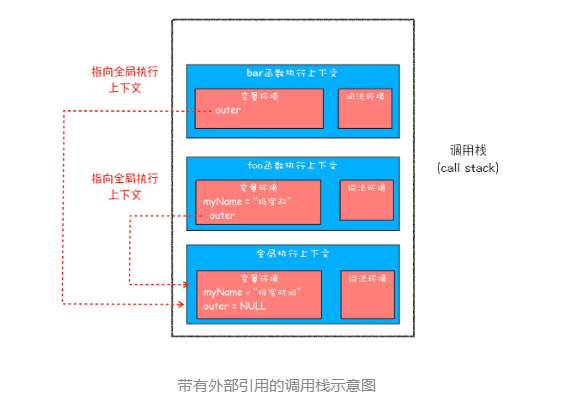 bar函数执行上下文
指向全局执行
上下文
变量环境
词法环境
outer
调用栈
(call stack)
foo函数执行上下文
指向全局执行
上下文
变量环境
词法环境
myName = "极客邦"
outer
全局执行上下文
变量环境
词法环境
myName = "极客时间"
outer = NULL
带有外部引用的调用栈示意图